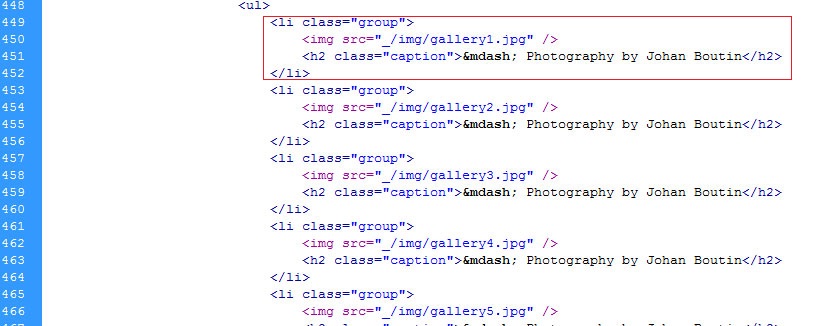 448 <ul>
449 <li class="group">
450 <img src="_/img/gallery1.jpg" />
451 <h2 class="caption">&mdash; Photography by Johan Boutin</h2>
452 </li>
453 <li class="group">
454 <img src="_/img/gallery2.jpg" />
455 <h2 class="caption">&mdash; Photography by Johan Boutin</h2>
456 </li>
457 <li class="group">
458 <img src="_/img/gallery3.jpg" />
459 <h2 class="caption">&mdash; Photography by Johan Boutin</h2>
460 </li>
461 <li class="group">
462 <img src="_/img/gallery4.jpg" />
463 <h2 class="caption">&mdash; Photography by Johan Boutin</h2>
464 </li>
465 <li class="group">
466 <img src="_/img/gallery5.jpg" />